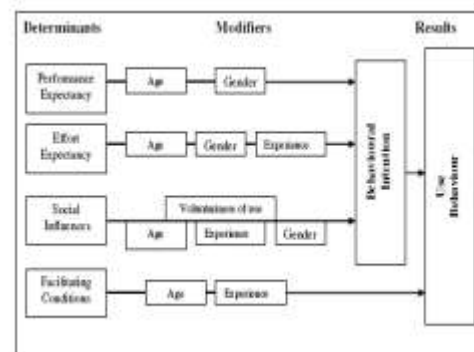 Determinants Modifiers Results
Performance
Expectancy
Age
Gender
Effort
Expectancy
Age
Gender
Experience
Social
Influences
Voluntariness of use
Age
Experience
Gender
Facilitating
Conditions
Age
Experience
Behavioral
Intention
Use
Behaviour